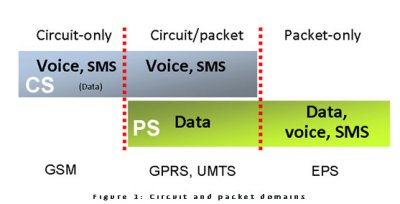 Circuit-only Circuit/packet Packet-only
Voice, SMS Voice, SMS
CS (Data)
PS Data Data,
voice, SMS
GSM GPRS, UMTS EPS
Figure 1: Circuit and packet domains